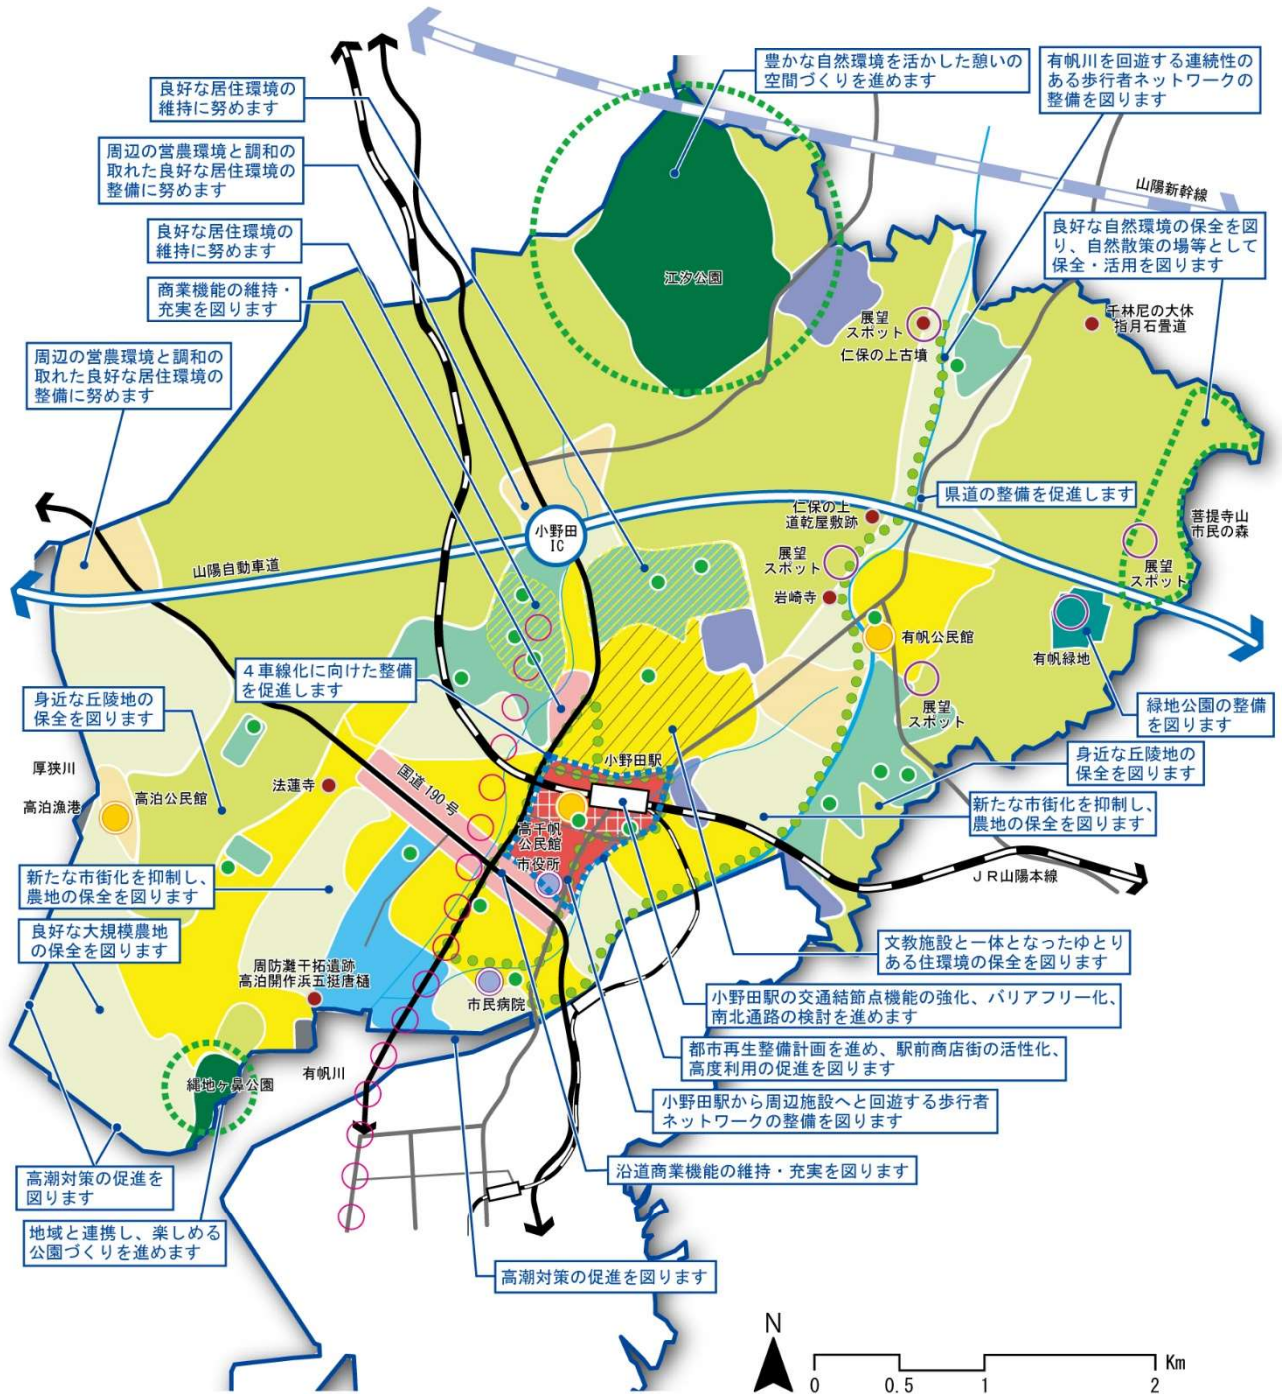 良好な居住環境の
維持に努めます
豊かな自然環境を活かした憩いの
空間づくりを進めます
有帆川を回遊する連続性の
ある歩行者ネットワークの
整備を図ります
周辺の営農環境と調和の
取れた良好な居住環境の
整備に努めます
山陽新幹線
良好な居住環境の
維持に努めます
良好な自然環境の保全を図
り、自然散策の場等として
保全・活用を図ります
商業機能の維持・
充実を図ります
江汐公園
展望
スポット
仁保の上古墳
千林尼の大休
指月石畳道
周辺の営農環境と調和の
取れた良好な居住環境の
整備に努めます
県道の整備を促進します
小野田
IC
仁保の上
道乾屋敷跡
菩提寺山
市民の森
山陽自動車道
展望
スポット
展望
スポット
岩崎寺
有帆公民館
有帆緑地
4車線化に向けた整備
を促進します
身近な丘陵地の
保全を図ります
展望
スポット
緑地公園の整備
を図ります
小野田駅
身近な丘陵地の
保全を図ります
厚狭川
国道190号
法蓮寺
高泊公民館
高泊漁港
新たな市街化を抑制し、
農地の保全を図ります
高千帆
公民館
市役所
新たな市街化を抑制し、
農地の保全を図ります
JR山陽本線
良好な大規模農地
の保全を図ります
文教施設と一体となったゆとり
ある住環境の保全を図ります
周防灘干拓遺跡
高泊開作浜五挺唐樋
市民病院
小野田駅の交通結節点機能の強化、バリアフリー化、
南北通路の検討を進めます
都市再生整備計画を進め、駅前商店街の活性化、
高度利用の促進を図ります
縄地ヶ鼻公園
有帆川
小野田駅から周辺施設へと回遊する歩行者
ネットワークの整備を図ります
高潮対策の促進を
図ります
沿道商業機能の維持・充実を図ります
地域と連携し、楽しめる
公園づくりを進めます
高潮対策の促進を図ります
N
Km
0 0.5 1 2